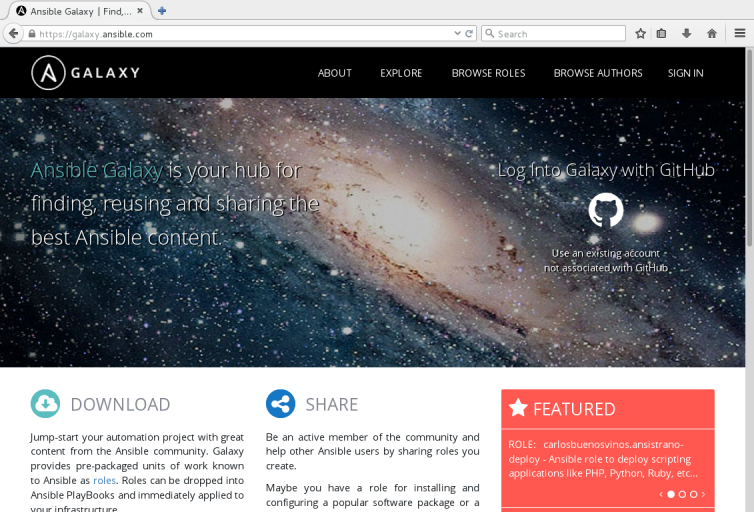 Ansible Galaxy | Find,...
https://galaxy.ansible.com
Search
GALAXY
ABOUT EXPLORE BROWSE ROLES BROWSE AUTHORS SIGN IN
Ansible Galaxy is your hub for
finding, reusing and sharing the
best Ansible content.
Log into Galaxy with GitHub
Use an existing account
not associated with GitHub
DOWNLOAD
Jump-start your automation project with great
content from the Ansible community. Galaxy
provides pre-packaged units of work known
to Ansible as roles. Roles can be dropped into
Ansible PlayBooks and immediately applied to
your infrastructure.
SHARE
Be an active member of the community and
help other Ansible users by sharing roles you
create.
Maybe you have a role for installing and
configuring a popular software package or a
FEATURED
ROLE: carlosbuenosvinos.ansistrano-
deploy - Ansible role to deploy scripting
applications like PHP, Python, Ruby, etc...